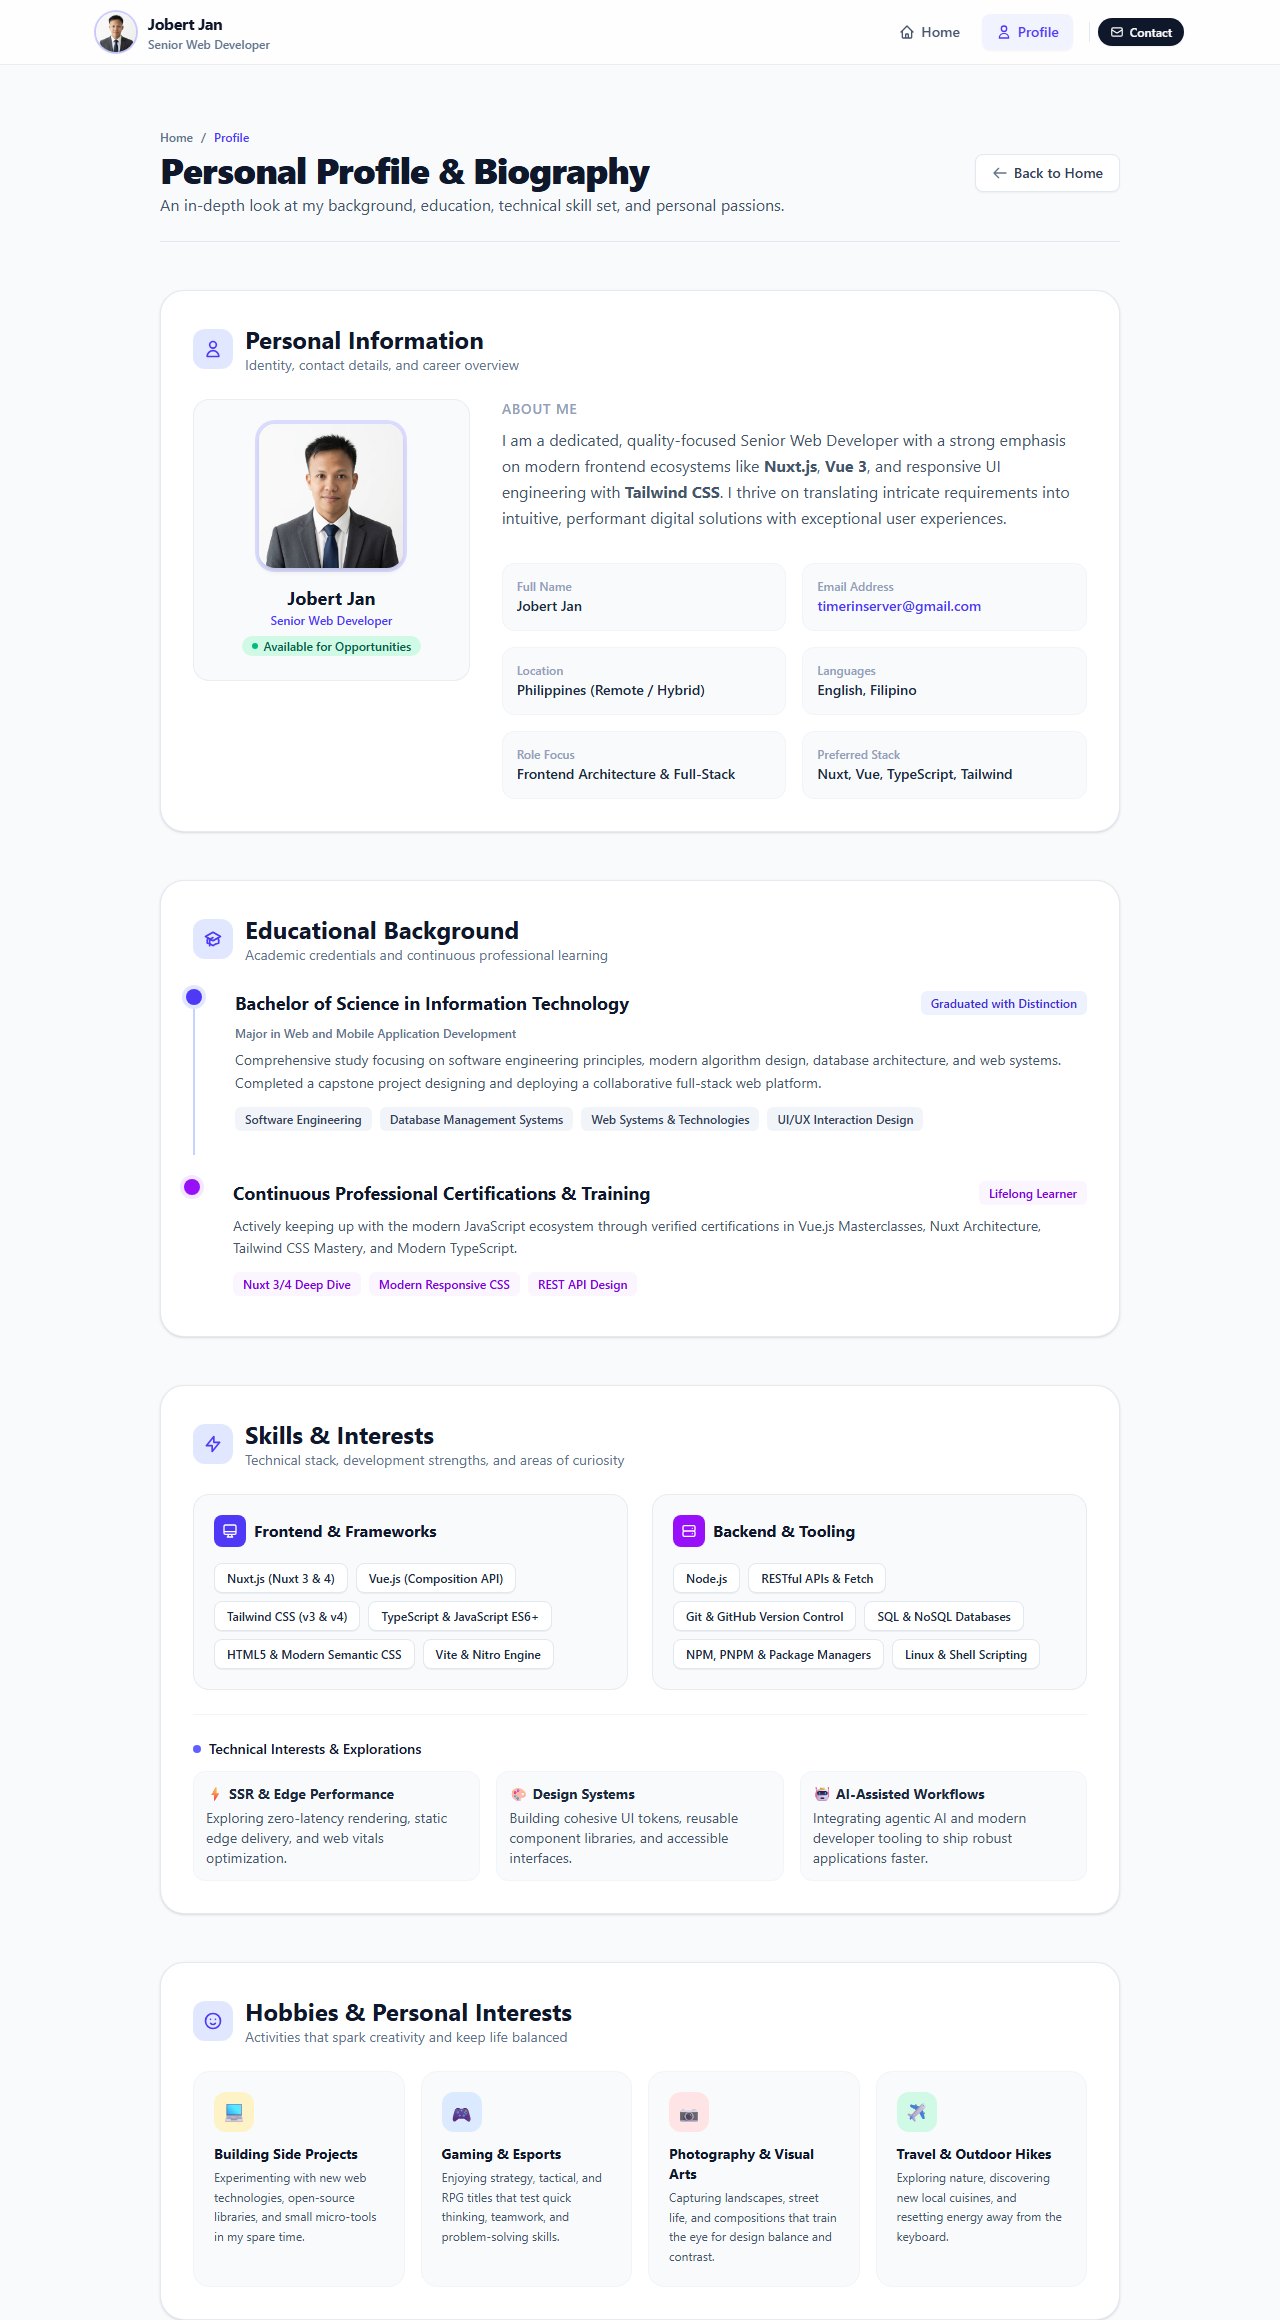 Jobert Jan
Senior Web Developer
Home
Profile
Contact
Home / Profile
Personal Profile & Biography
An in-depth look at my background, education, technical skill set, and personal passions.
Back to Home
Personal Information
Identity, contact details, and career overview
Jobert Jan
Senior Web Developer
Available for Opportunities
ABOUT ME
I am a dedicated, quality-focused Senior Web Developer with a strong emphasis
on modern frontend ecosystems like Nuxt.js, Vue 3, and responsive UI
engineering with Tailwind CSS. I thrive on translating intricate requirements into
intuitive, performant digital solutions with exceptional user experiences.
Full Name
Jobert Jan
Email Address
timerinserver@gmail.com
Location
Philippines (Remote / Hybrid)
Languages
English, Filipino
Role Focus
Frontend Architecture & Full-Stack
Preferred Stack
Nuxt, Vue, TypeScript, Tailwind
Educational Background
Academic credentials and continuous professional learning
Bachelor of Science in Information Technology
Graduated with Distinction
Major in Web and Mobile Application Development
Comprehensive study focusing on software engineering principles, modern algorithm design, database architecture, and web systems.
Completed a capstone project designing and deploying a collaborative full-stack web platform.
Software Engineering
Database Management Systems
Web Systems & Technologies
UI/UX Interaction Design
Continuous Professional Certifications & Training
Lifelong Learner
Actively keeping up with the modern JavaScript ecosystem through verified certifications in Vue.js Masterclasses, Nuxt Architecture,
Tailwind CSS Mastery, and Modern TypeScript.
Nuxt 3/4 Deep Dive
Modern Responsive CSS
REST API Design
Skills & Interests
Technical stack, development strengths, and areas of curiosity
Frontend & Frameworks
Nuxt.js (Nuxt 3 & 4)
Vue.js (Composition API)
Tailwind CSS (v3 & v4)
TypeScript & JavaScript ES6+
HTML5 & Modern Semantic CSS
Vite & Nitro Engine
Backend & Tooling
Node.js
RESTful APIs & Fetch
Git & GitHub Version Control
SQL & NoSQL Databases
NPM, PNPM & Package Managers
Linux & Shell Scripting
Technical Interests & Explorations
SSR & Edge Performance
Exploring zero-latency rendering, static
edge delivery, and web vitals
optimization.
Design Systems
Building cohesive UI tokens, reusable
component libraries, and accessible
interfaces.
AI-Assisted Workflows
Integrating agentic AI and modern
developer tooling to ship robust
applications faster.
Hobbies & Personal Interests
Activities that spark creativity and keep life balanced
Building Side Projects
Experimenting with new web
technologies, open-source
libraries, and small micro-tools
in my spare time.
Gaming & Esports
Enjoying strategy, tactical, and
RPG titles that test quick
thinking, teamwork, and
problem-solving skills.
Photography & Visual
Arts
Capturing landscapes, street
life, and compositions that train
the eye for design balance and
contrast.
Travel & Outdoor Hikes
Exploring nature, discovering
new local cuisines, and
resetting energy away from the
keyboard.